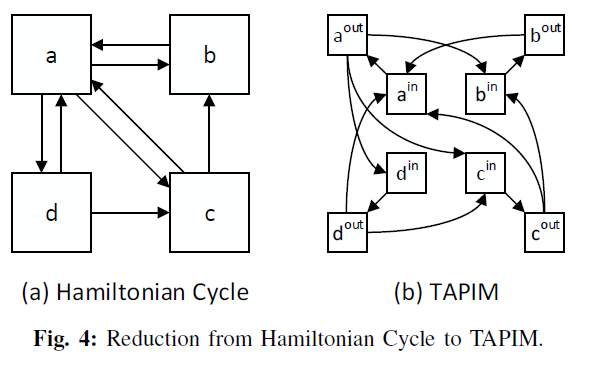 a b
d c
(a) Hamiltonian Cycle
a^out b^out
a^in b^in
d^in c^in
d^out c^out
(b) TAPIM
Fig. 4: Reduction from Hamiltonian Cycle to TAPIM.